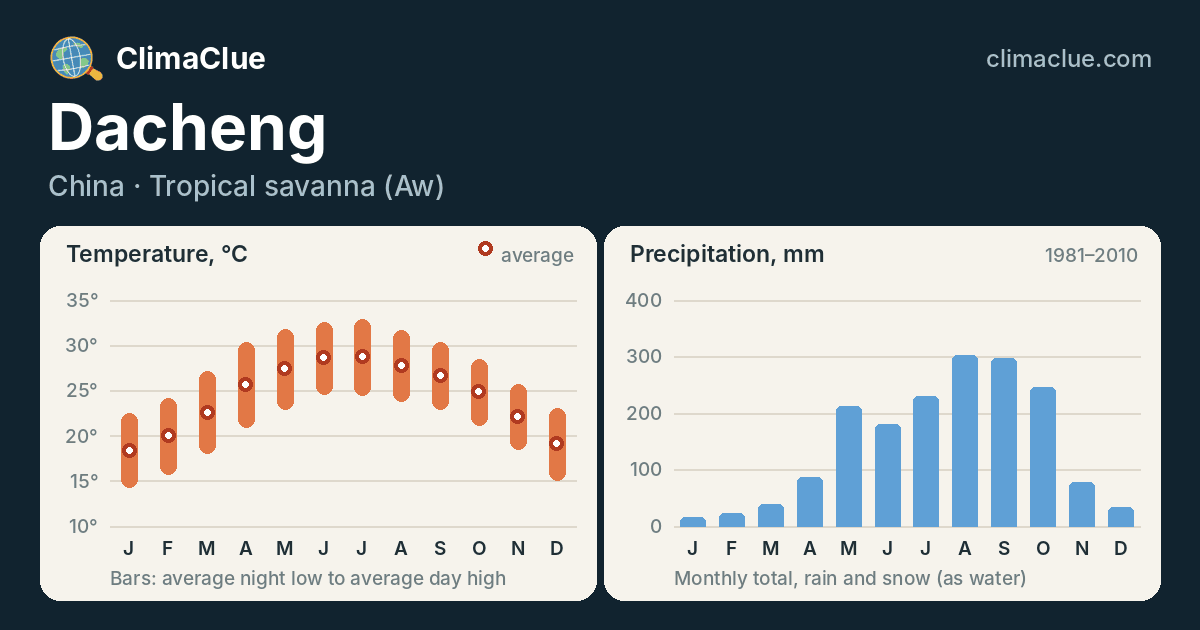 ClimaClue
climaclue.com
Dacheng
China · Tropical savanna (Aw)
Temperature, °C
average
35°
30°
25°
20°
15°
10°
J F M A M J J A S O N D
Bars: average night low to average day high
Precipitation, mm
1981–2010
400
300
200
100
0
J F M A M J J A S O N D
Monthly total, rain and snow (as water)